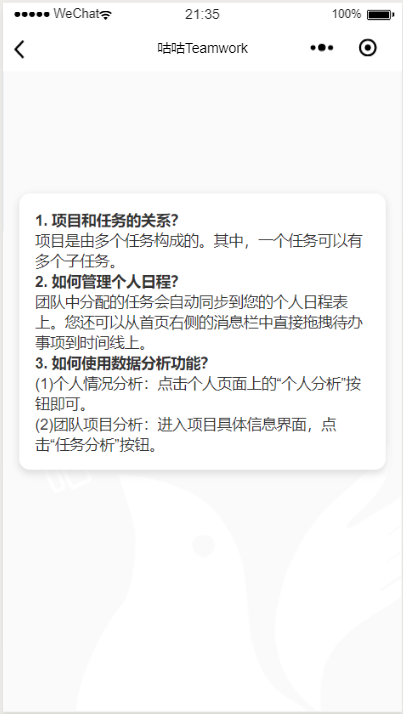 WeChat 21:35 100%
咕咕Teamwork
1. 项目和任务的关系？
项目是由多个任务构成的。其中，一个任务可以有
多个子任务。
2. 如何管理个人日程？
团队中分配的任务会自动同步到您的个人日程表
上。您还可以从首页右侧的消息栏中直接拖拽待办
事项到时间线上。
3. 如何使用数据分析功能？
(1)个人情况分析：点击个人页面上的“个人分析”按
钮即可。
(2)团队项目分析：进入项目具体信息界面，点
击“任务分析”按钮。